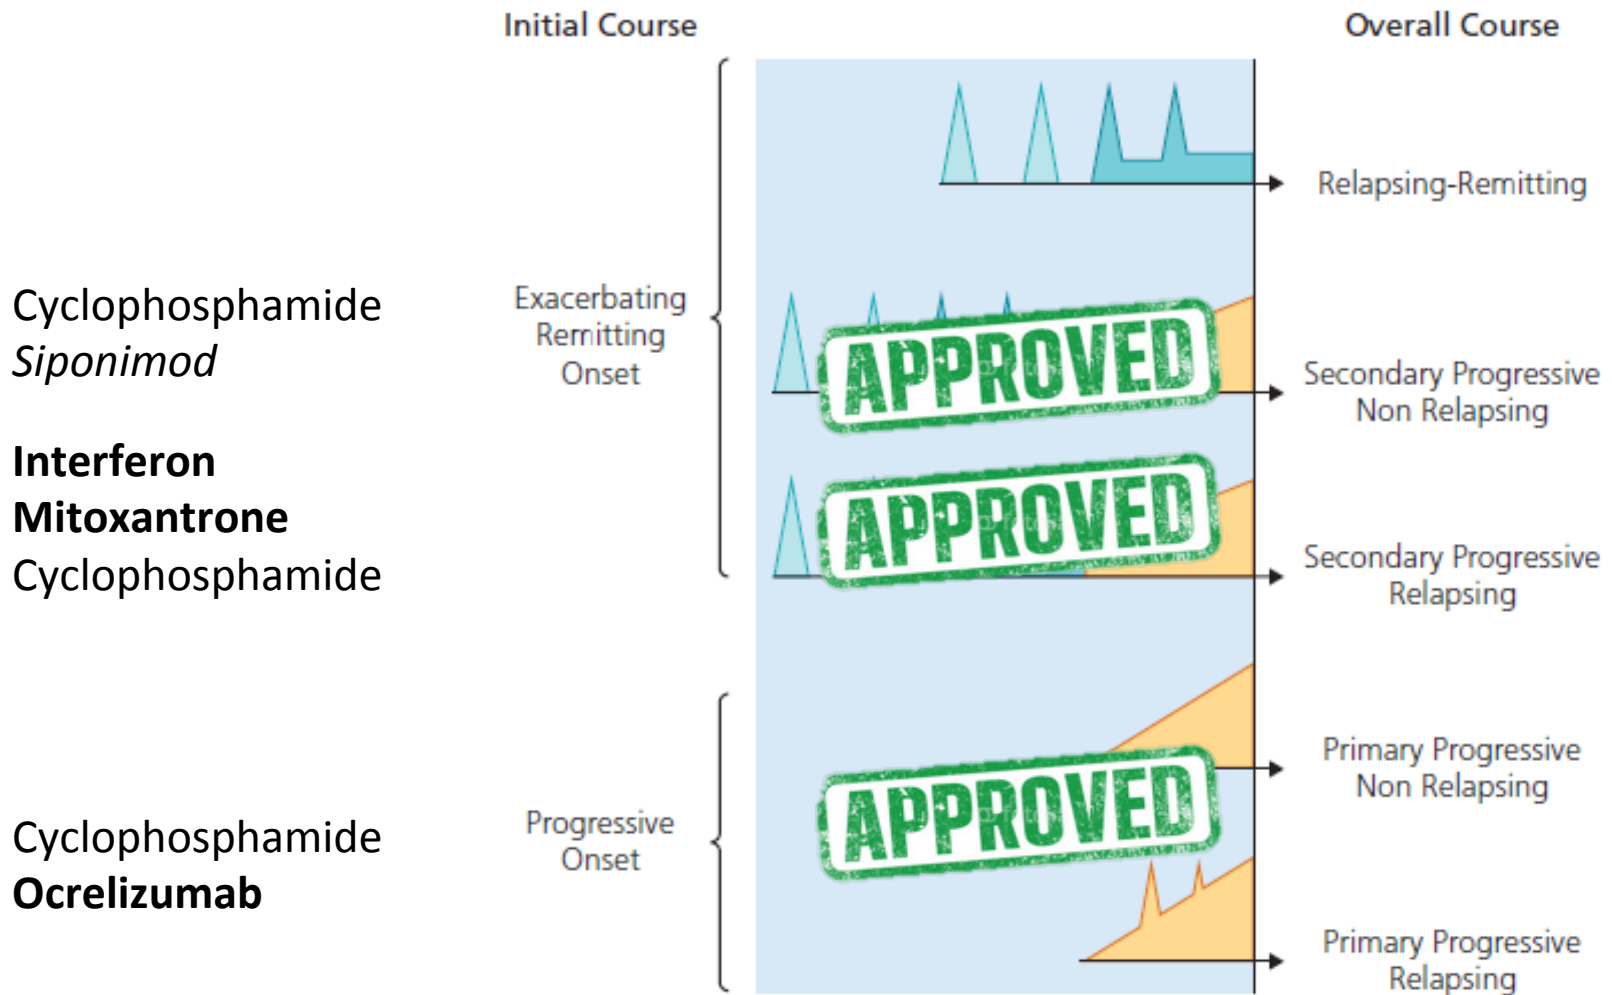 Initial Course
Overall Course
Relapsing-Remitting
Cyclophosphamide
Siponimod
Exacerbating
Remitting
Onset
APPROVED
Secondary Progressive
Non Relapsing
Interferon
Mitoxantrone
Cyclophosphamide
APPROVED
Secondary Progressive
Relapsing
Primary Progressive
Non Relapsing
Cyclophosphamide
Ocrelizumab
Progressive
Onset
APPROVED
Primary Progressive
Relapsing